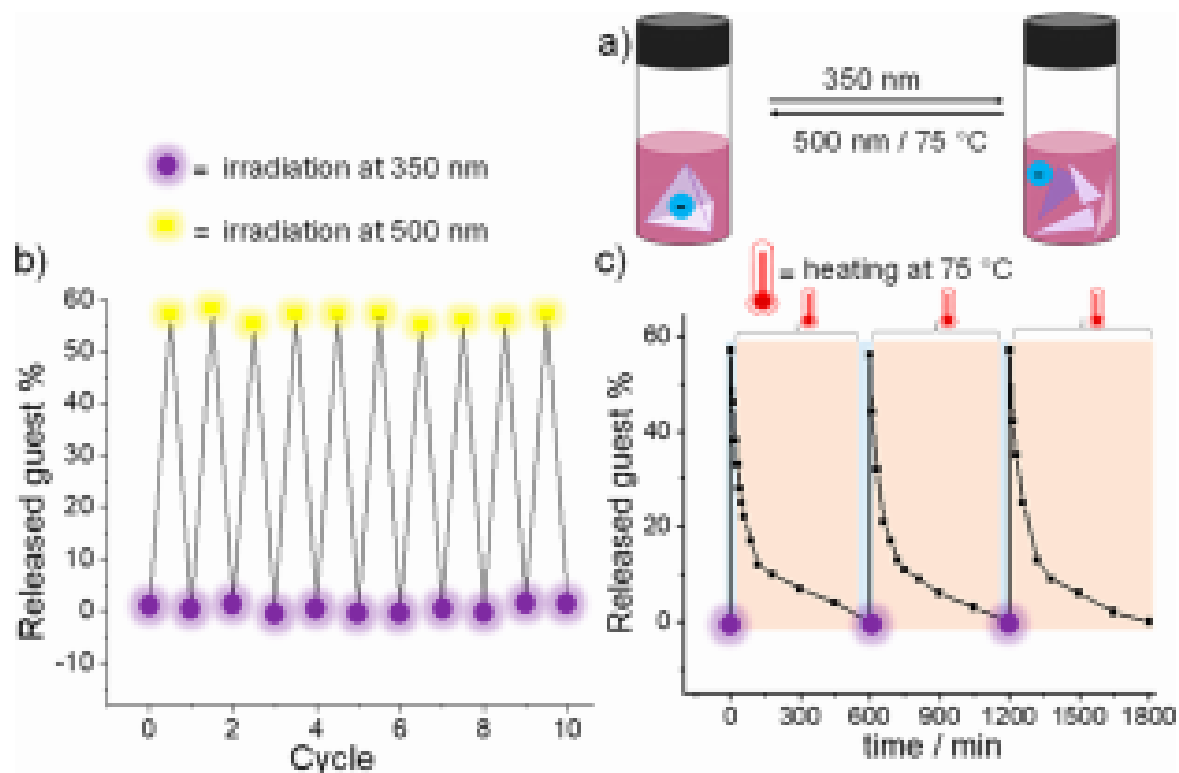 a)
350 nm
500 nm / 75 °C
-
-
= irradiation at 350 nm
= irradiation at 500 nm
b)
Released guest %
60
50
40
30
20
10
0
-10
0 2 4 6 8 10
Cycle
c)
= heating at 75 °C
Released guest %
60
40
20
0
0 300 600 900 1200 1500 1800
time / min